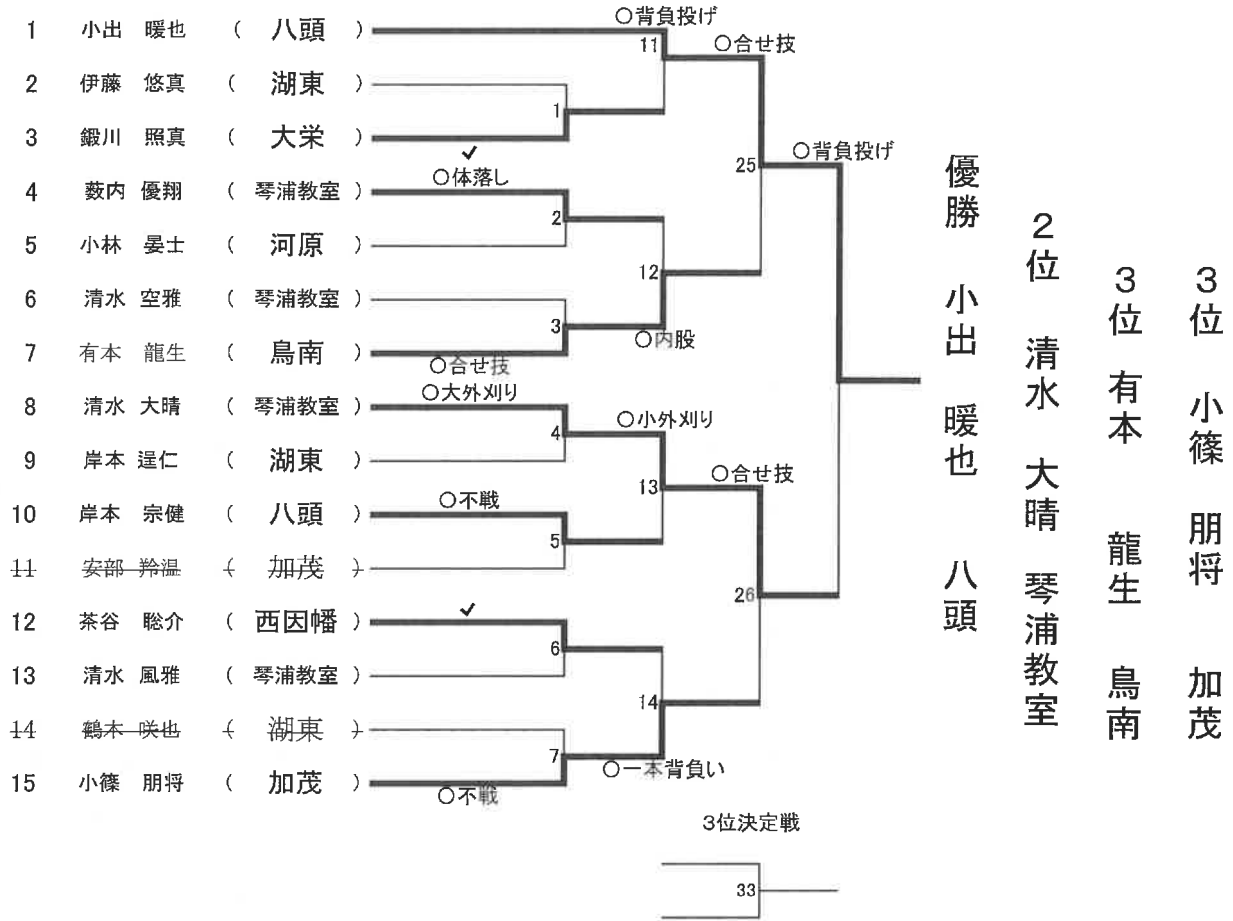 ○背負投げ
1 小出 暖也 ( 八頭 )
11 ○合せ技
2 伊藤 悠真 ( 湖東 )
1
3 鍛川 照真 ( 大栄 )
✓
25 ○背負投げ
○体落し
4 薮内 優翔 ( 琴浦教室 )
2
5 小林 晏士 ( 河原 )
12
6 清水 空雅 ( 琴浦教室 )
3
○内股
7 有本 龍生 ( 鳥南 )
○合せ技
○大外刈り
8 清水 大晴 ( 琴浦教室 )
4 ○小外刈り
9 岸本 逞仁 ( 湖東 )
13 ○合せ技
○不戦
10 岸本 宗健 ( 八頭 )
5
11 安部 羚温 ( 加茂 )
26
✓
12 茶谷 聡介 ( 西因幡 )
6
13 清水 風雅 ( 琴浦教室 )
14
14 鶴木 咲也 ( 湖東 )
7 ○一本背負い
15 小篠 朋将 ( 加茂 )
○不戦
3位決定戦
33
優勝 小出 暖也 八頭
2位 清水 大晴 琴浦教室
3位 有本 龍生 鳥南
3位 小篠 朋将 加茂